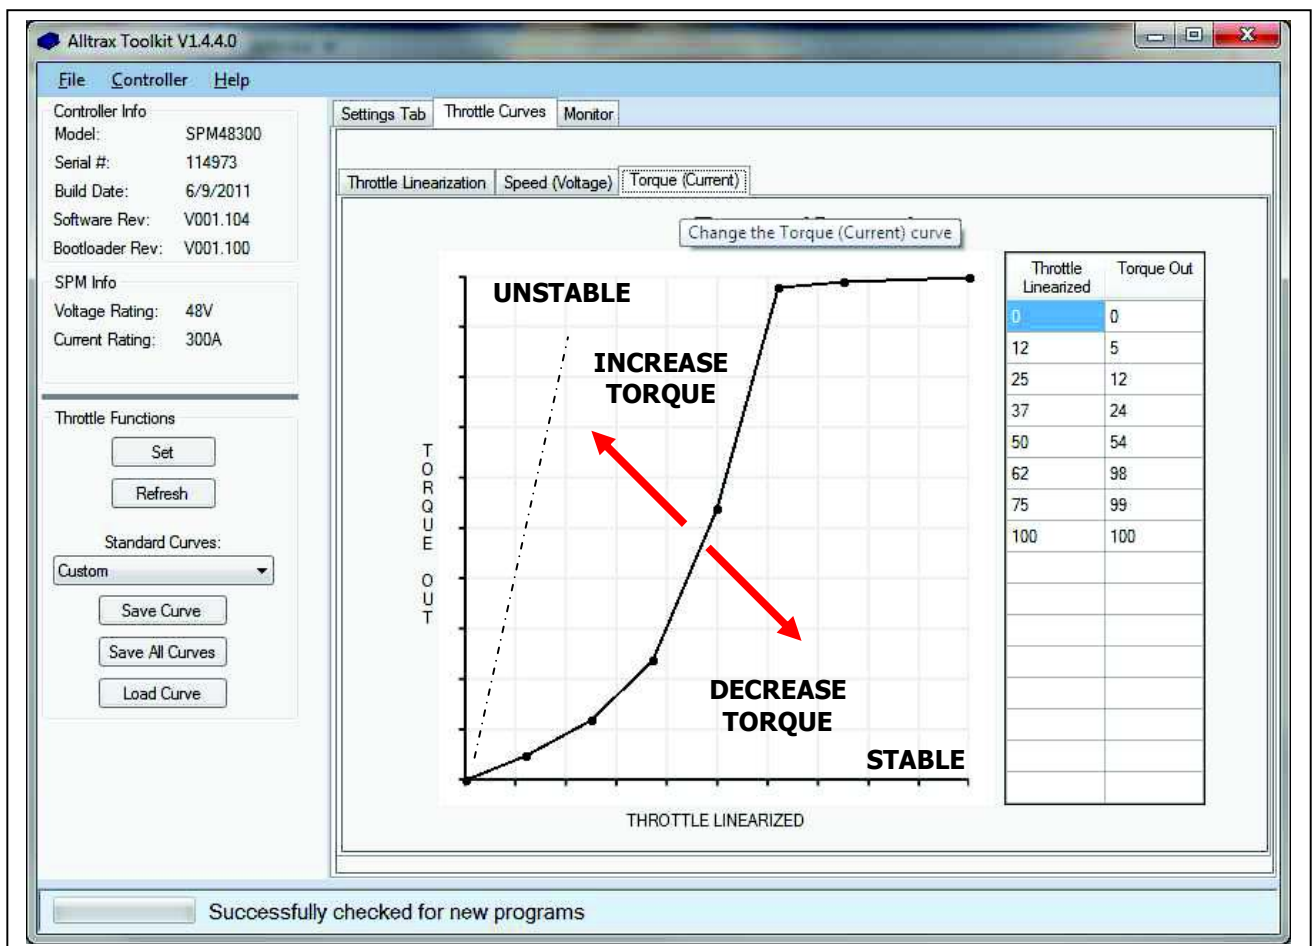 Alltrax Toolkit V1.4.4.0
File Controller Help
Controller Info
Model: SPM48300
Serial #: 114973
Build Date: 6/9/2011
Software Rev: V001.104
Bootloader Rev: V001.100
SPM Info
Voltage Rating: 48V
Current Rating: 300A
Throttle Functions
Set
Refresh
Standard Curves:
Custom
Save Curve
Save All Curves
Load Curve
Settings Tab Throttle Curves Monitor
Throttle Linearization Speed (Voltage) Torque (Current)
Change the Torque (Current) curve
UNSTABLE
INCREASE
TORQUE
TORQUE OUT
DECREASE
TORQUE
STABLE
THROTTLE LINEARIZED
Throttle Linearized Torque Out
0 0
12 5
25 12
37 24
50 54
62 98
75 99
100 100
Successfully checked for new programs